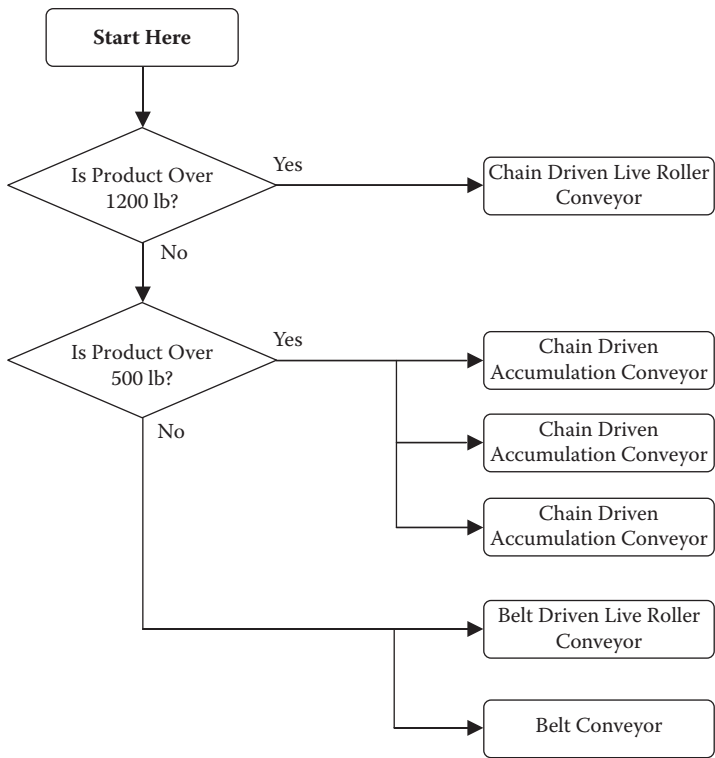 Start Here
Is Product Over
1200 lb?
Yes
Chain Driven Live Roller
Conveyor
No
Is Product Over
500 lb?
Yes
Chain Driven
Accumulation Conveyor
Chain Driven
Accumulation Conveyor
Chain Driven
Accumulation Conveyor
No
Belt Driven Live Roller
Conveyor
Belt Conveyor